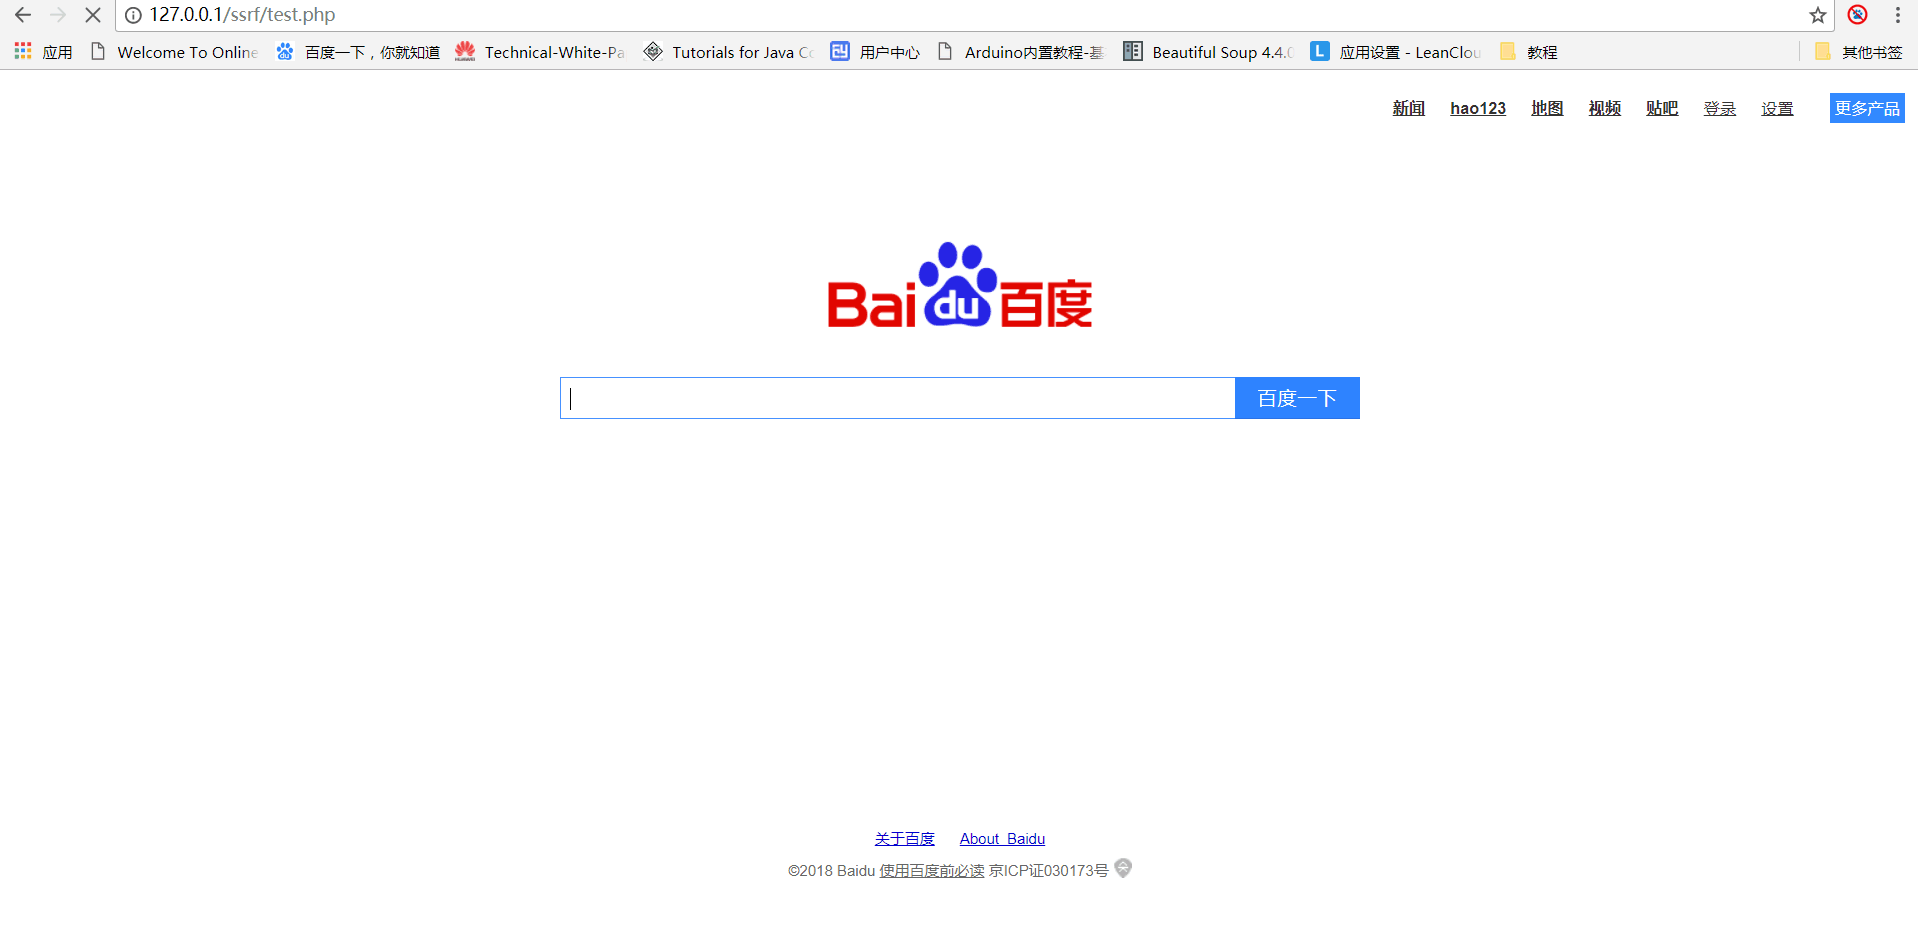 127.0.0.1/ssrf/test.php
应用 Welcome To Online 百度一下，你就知道 Technical-White-Pa Tutorials for Java Co 用户中心 Arduino内置教程-基 Beautiful Soup 4.4.0 L 应用设置 - LeanClou 教程 其他书签
新闻 hao123 地图 视频 贴吧 登录 设置 更多产品
Bai du 百度
百度一下
关于百度 About Baidu
©2018 Baidu 使用百度前必读 京ICP证030173号